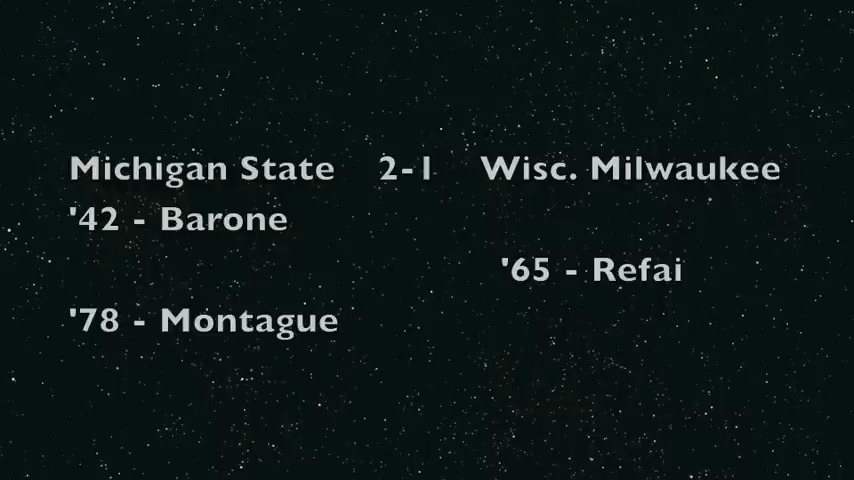 Michigan State 2-1 Wisc. Milwaukee
'42 - Barone
'65 - Refai
'78 - Montague